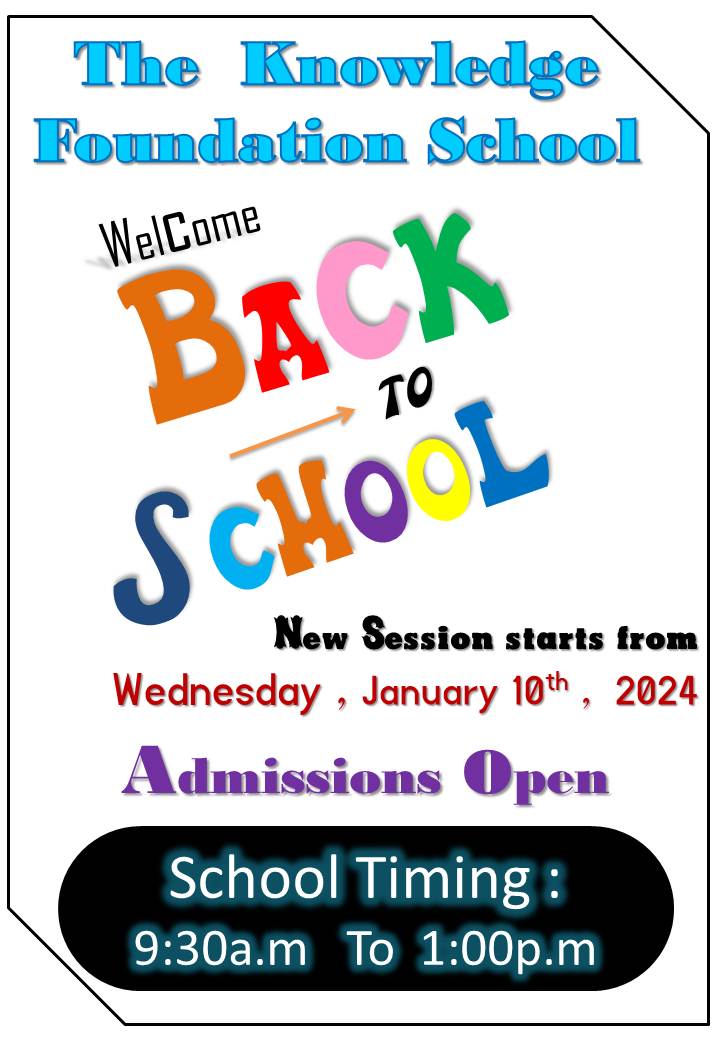 The Knowledge
Foundation School
WelCome
BACK
TO
SCHOOL
New Session starts from
Wednesday , January 10th , 2024
Admissions Open
School Timing :
9:30a.m To 1:00p.m